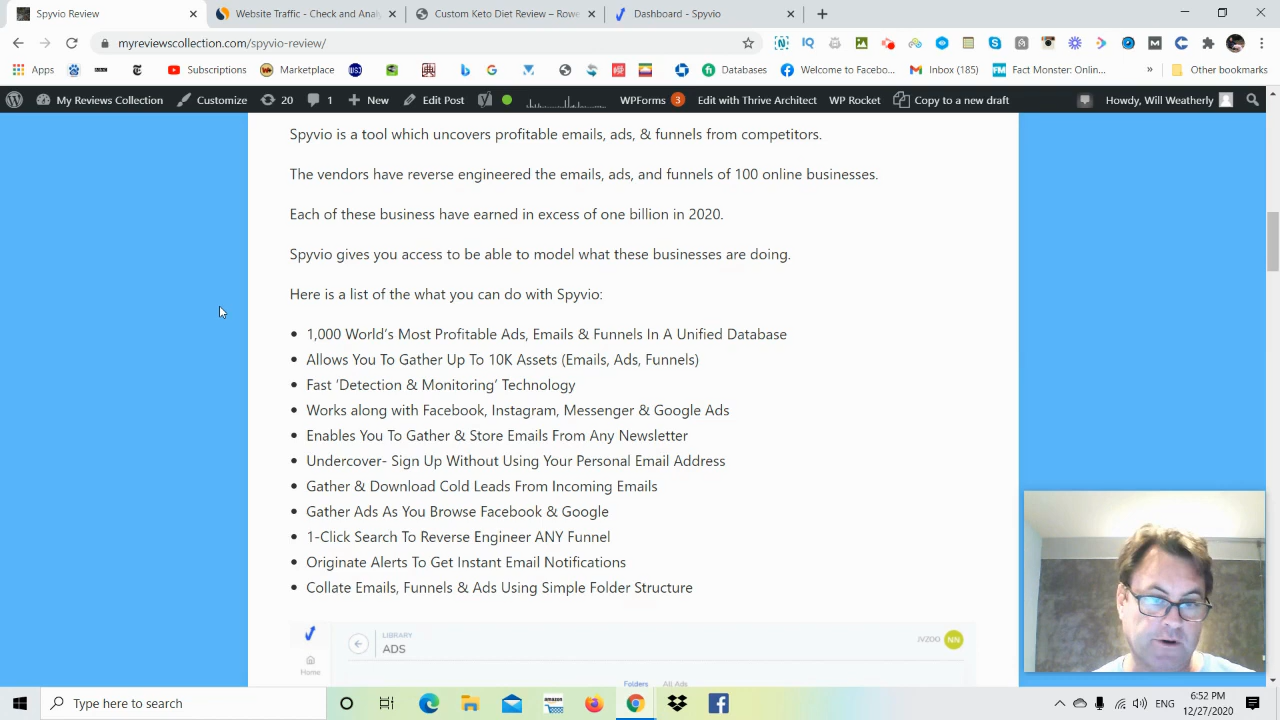 Spyvio Review
Website Traffic - Check and Anal
Custom Keto Diet Review – Rowe
Dashboard - Spyvio
myreviewscollection.com/spyvio-review/
Apps
Subscriptions
Marketplace
Databases
Welcome to Facebo...
Inbox (185)
Fact Monster: Onlin...
»
Other bookmarks
My Reviews Collection
Customize
20
1
New
Edit Post
WPForms 3
Edit with Thrive Architect
WP Rocket
Copy to a new draft
Howdy, Will Weatherly
Spyvio is a tool which uncovers profitable emails, ads, & funnels from competitors.
The vendors have reverse engineered the emails, ads, and funnels of 100 online businesses.
Each of these business have earned in excess of one billion in 2020.
Spyvio gives you access to be able to model what these businesses are doing.
Here is a list of the what you can do with Spyvio:
• 1,000 World's Most Profitable Ads, Emails & Funnels In A Unified Database
• Allows You To Gather Up To 10K Assets (Emails, Ads, Funnels)
• Fast 'Detection & Monitoring' Technology
• Works along with Facebook, Instagram, Messenger & Google Ads
• Enables You To Gather & Store Emails From Any Newsletter
• Undercover- Sign Up Without Using Your Personal Email Address
• Gather & Download Cold Leads From Incoming Emails
• Gather Ads As You Browse Facebook & Google
• 1-Click Search To Reverse Engineer ANY Funnel
• Originate Alerts To Get Instant Email Notifications
• Collate Emails, Funnels & Ads Using Simple Folder Structure
LIBRARY
ADS
JVZOO NN
Home
Folders
All Ads
Type here to search
amazon
ENG
6:52 PM
12/27/2020